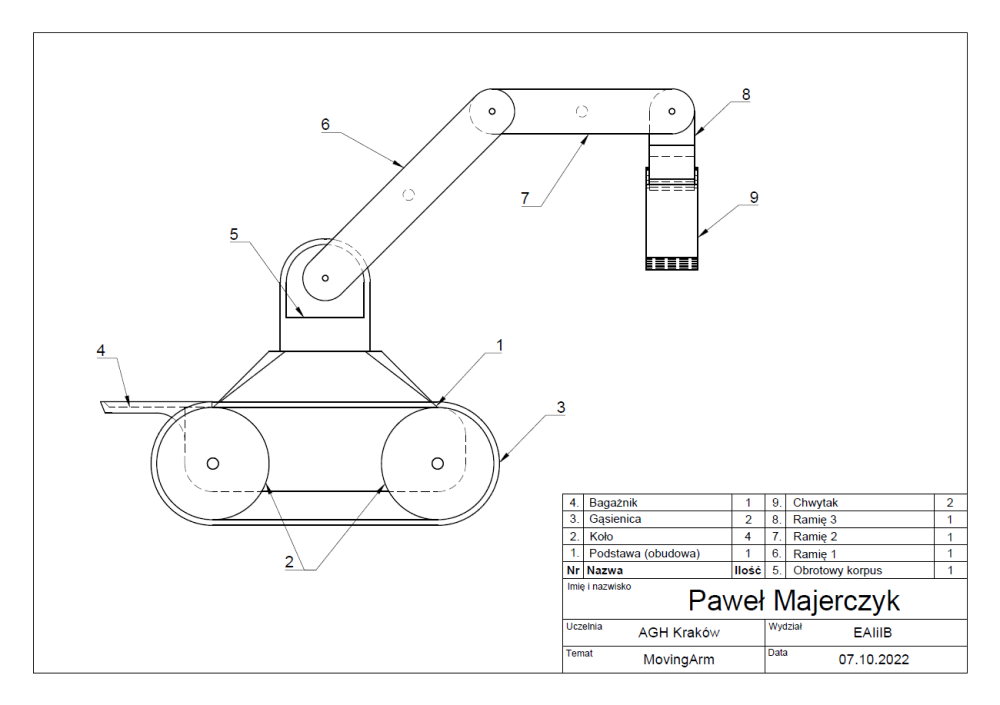 8
6
7
9
5
4
1
3
2
4. Bagażnik 1 9. Chwytak 2
3. Gąsienica 2 8. Ramię 3 1
2. Koło 4 7. Ramię 2 1
1. Podstawa (obudowa) 1 6. Ramię 1 1
Nr Nazwa Ilość 5. Obrotowy korpus 1
Imię i nazwisko
Paweł Majerczyk
Uczelnia AGH Kraków Wydział EAIiIB
Temat MovingArm Data 07.10.2022